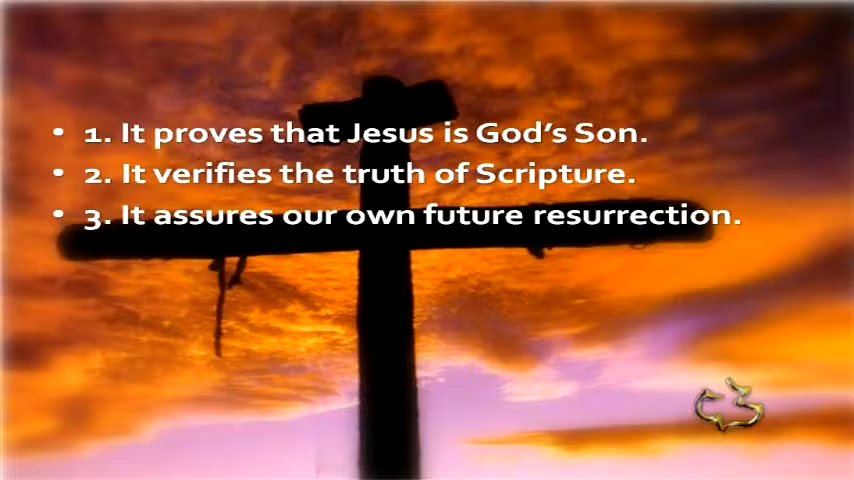 • 1. It proves that Jesus is God's Son.
• 2. It verifies the truth of Scripture.
• 3. It assures our own future resurrection.
C3